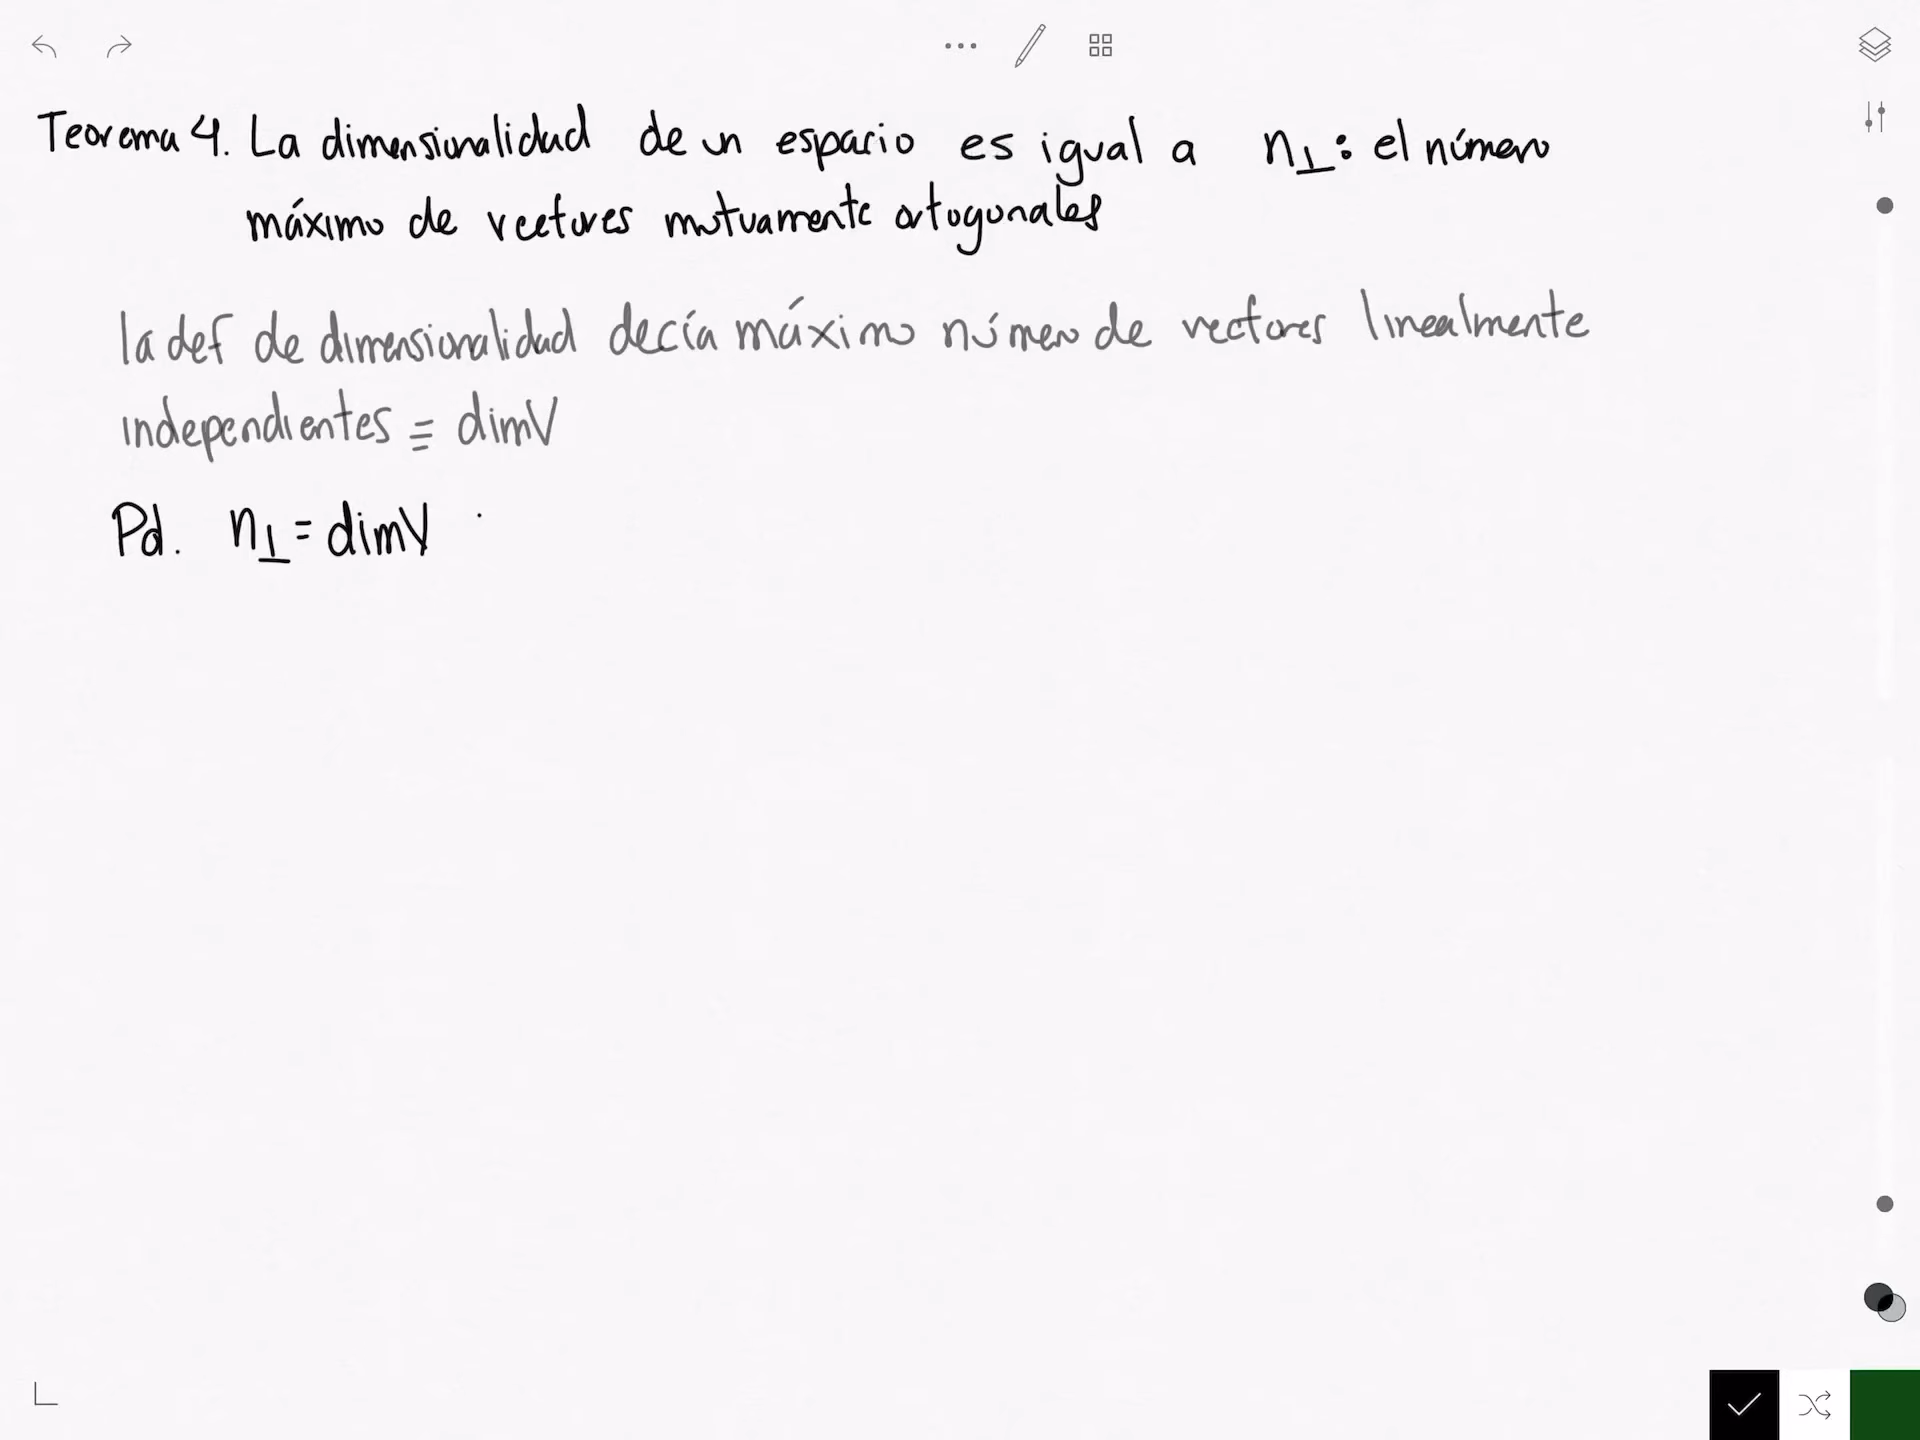 Teorema 4. La dimensionalidad de un espacio es igual a n⊥: el número
máximo de vectores mutuamente ortogonales
la def de dimensionalidad decía máximo número de vectores linealmente
independientes ≡ dimV
Pd. n⊥ = dimV